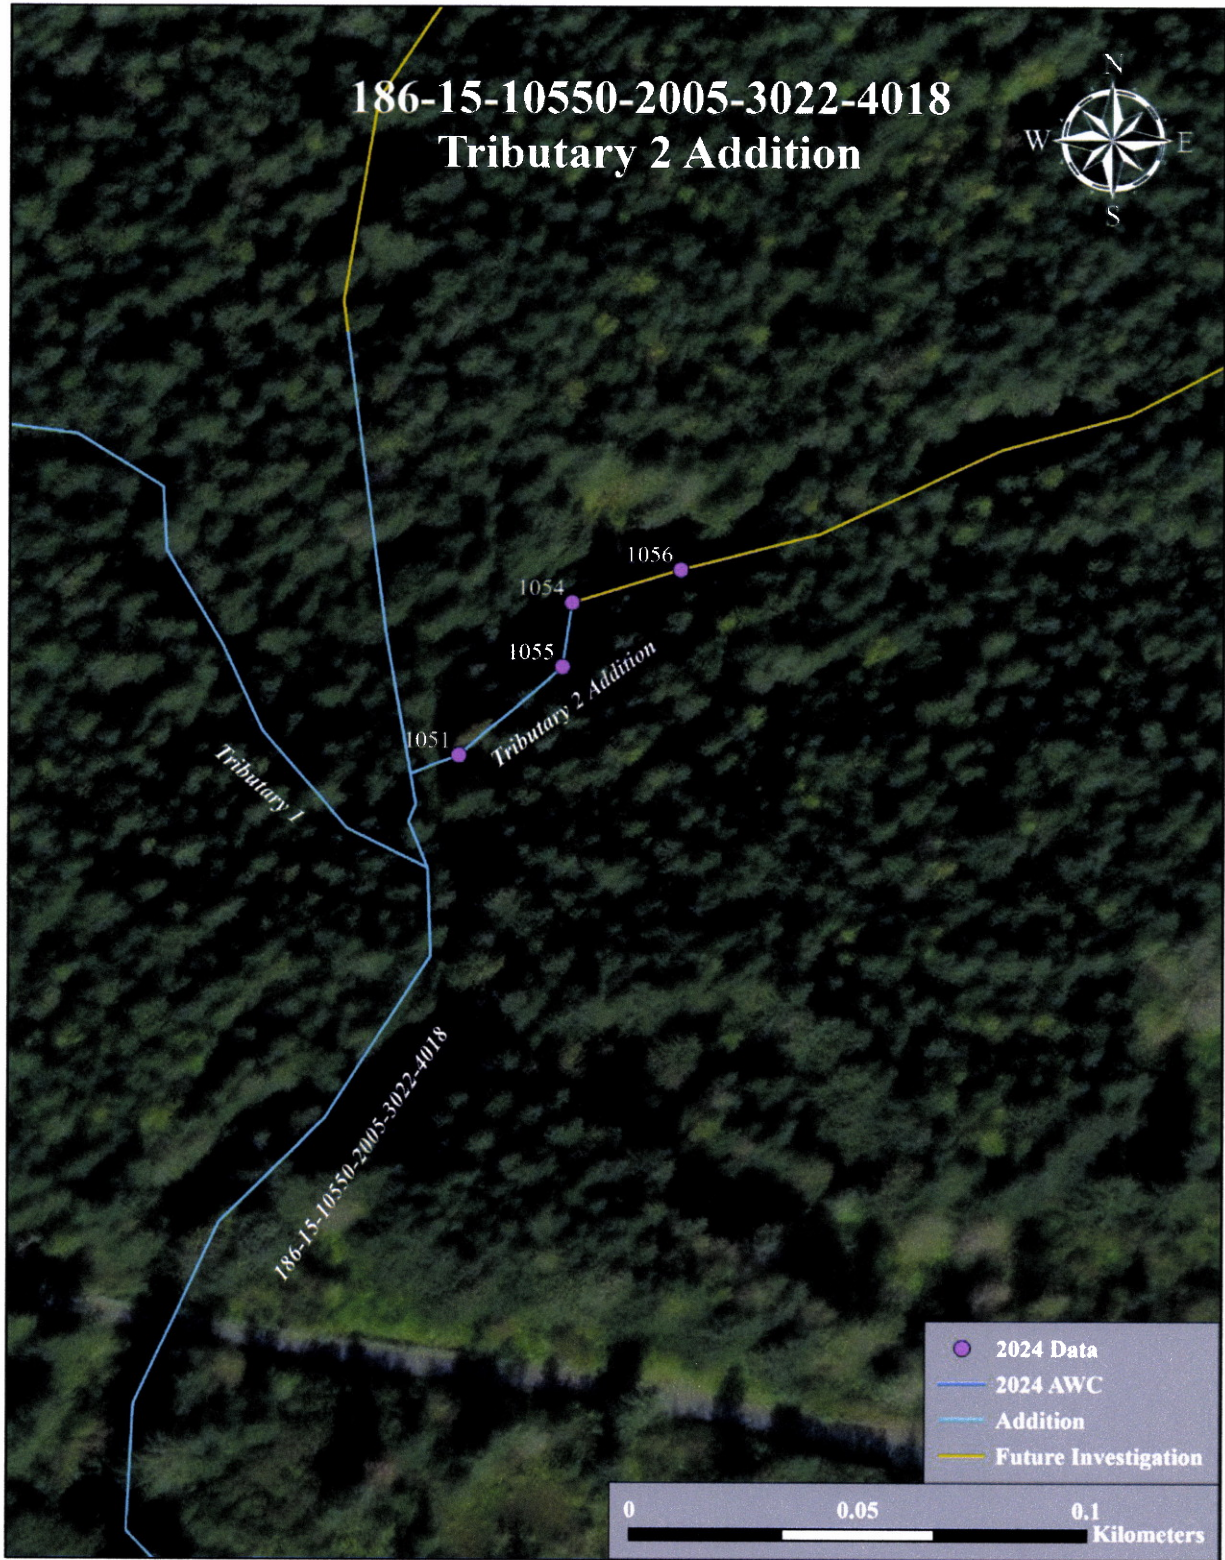 186-15-10550-2005-3022-4018
Tributary 2 Addition
N
W
E
S
1056
1054
1055
1051
Tributary 2 Addition
Tributary 1
186-15-10550-2005-3022-4018
2024 Data
2024 AWC
Addition
Future Investigation
0
0.05
0.1
Kilometers